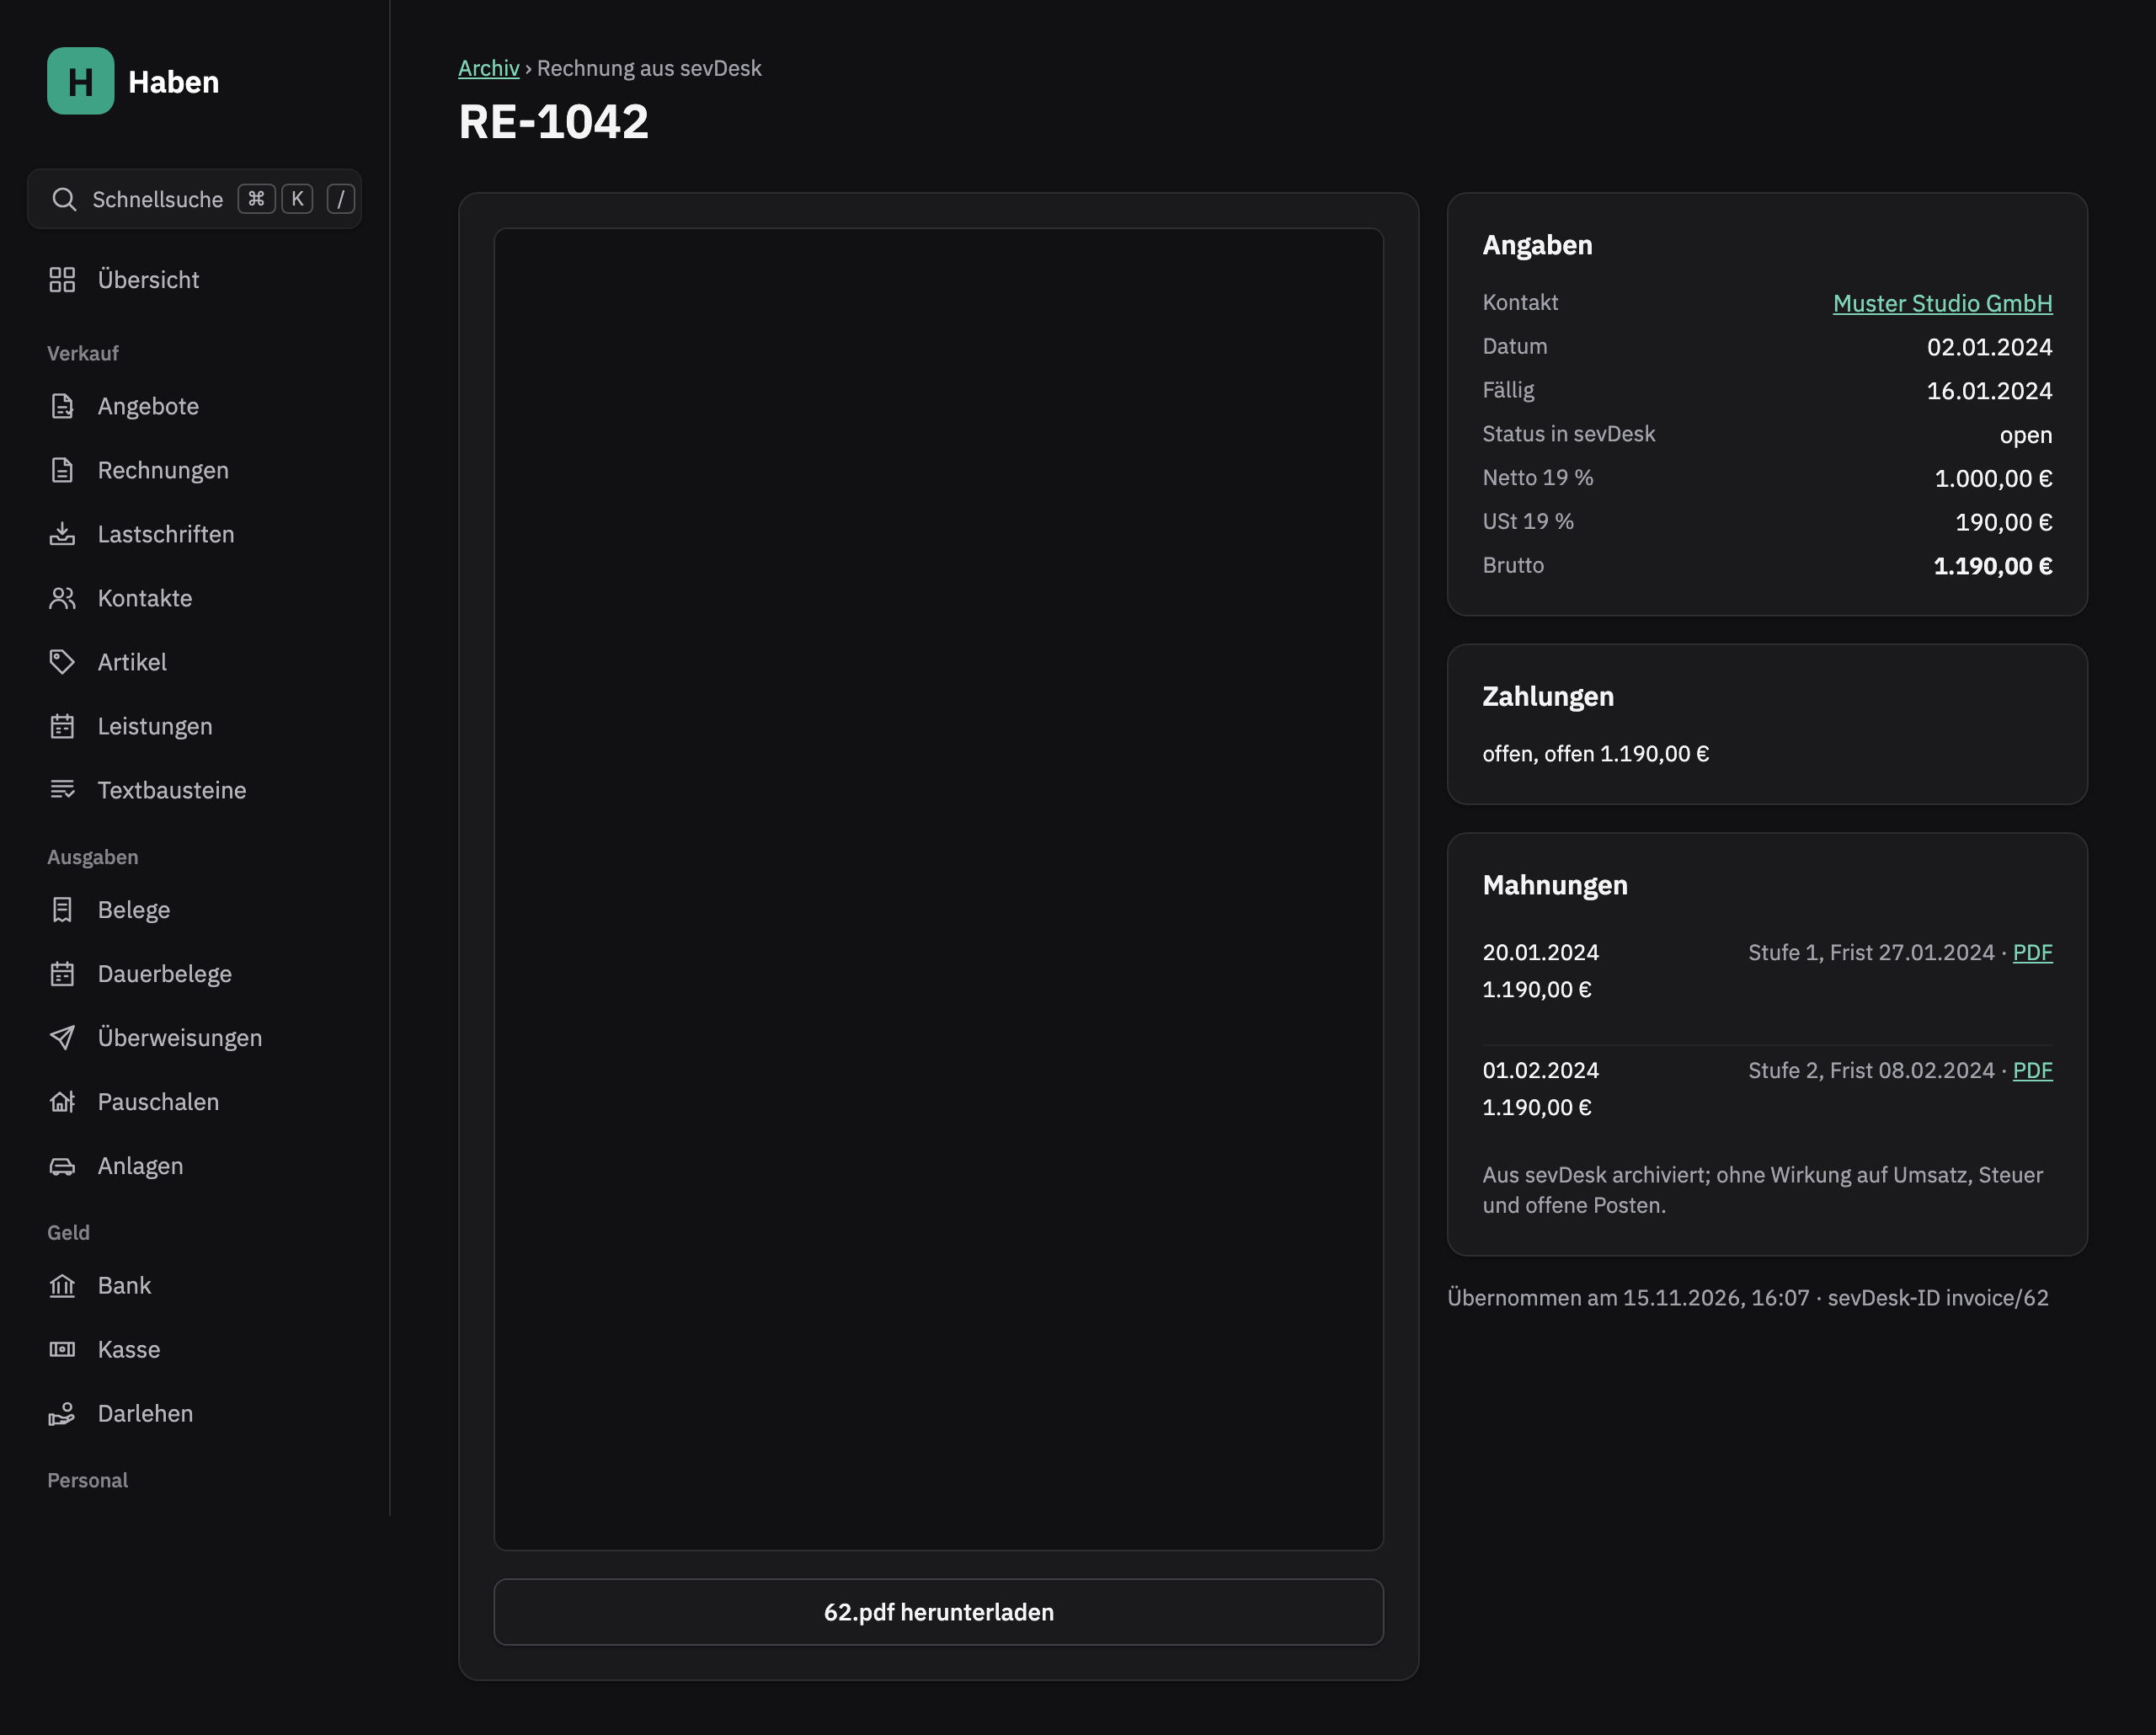 H Haben
Schnellsuche ⌘ K /
Übersicht
Verkauf
Angebote
Rechnungen
Lastschriften
Kontakte
Artikel
Leistungen
Textbausteine
Ausgaben
Belege
Dauerbelege
Überweisungen
Pauschalen
Anlagen
Geld
Bank
Kasse
Darlehen
Personal
Archiv › Rechnung aus sevDesk
RE-1042
62.pdf herunterladen
Angaben
Kontakt Muster Studio GmbH
Datum 02.01.2024
Fällig 16.01.2024
Status in sevDesk open
Netto 19 % 1.000,00 €
USt 19 % 190,00 €
Brutto 1.190,00 €
Zahlungen
offen, offen 1.190,00 €
Mahnungen
20.01.2024 Stufe 1, Frist 27.01.2024 · PDF
1.190,00 €
01.02.2024 Stufe 2, Frist 08.02.2024 · PDF
1.190,00 €
Aus sevDesk archiviert; ohne Wirkung auf Umsatz, Steuer
und offene Posten.
Übernommen am 15.11.2026, 16:07 · sevDesk-ID invoice/62